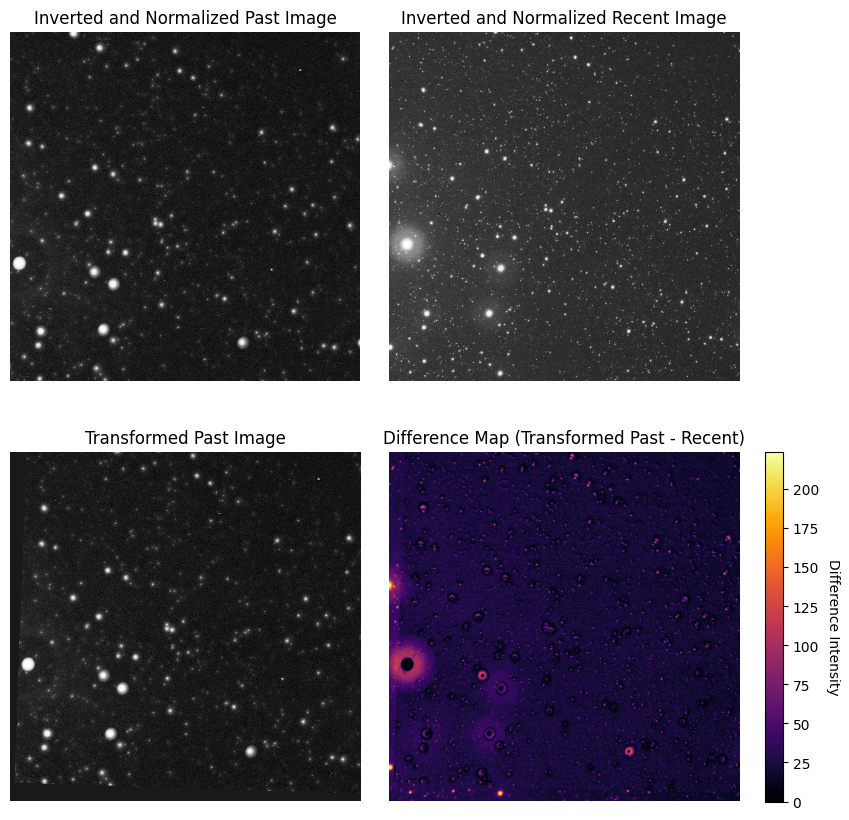 Inverted and Normalized Past Image
Inverted and Normalized Recent Image
Transformed Past Image
Difference Map (Transformed Past - Recent)
200
175
150
125
100
75
50
25
0
Difference Intensity